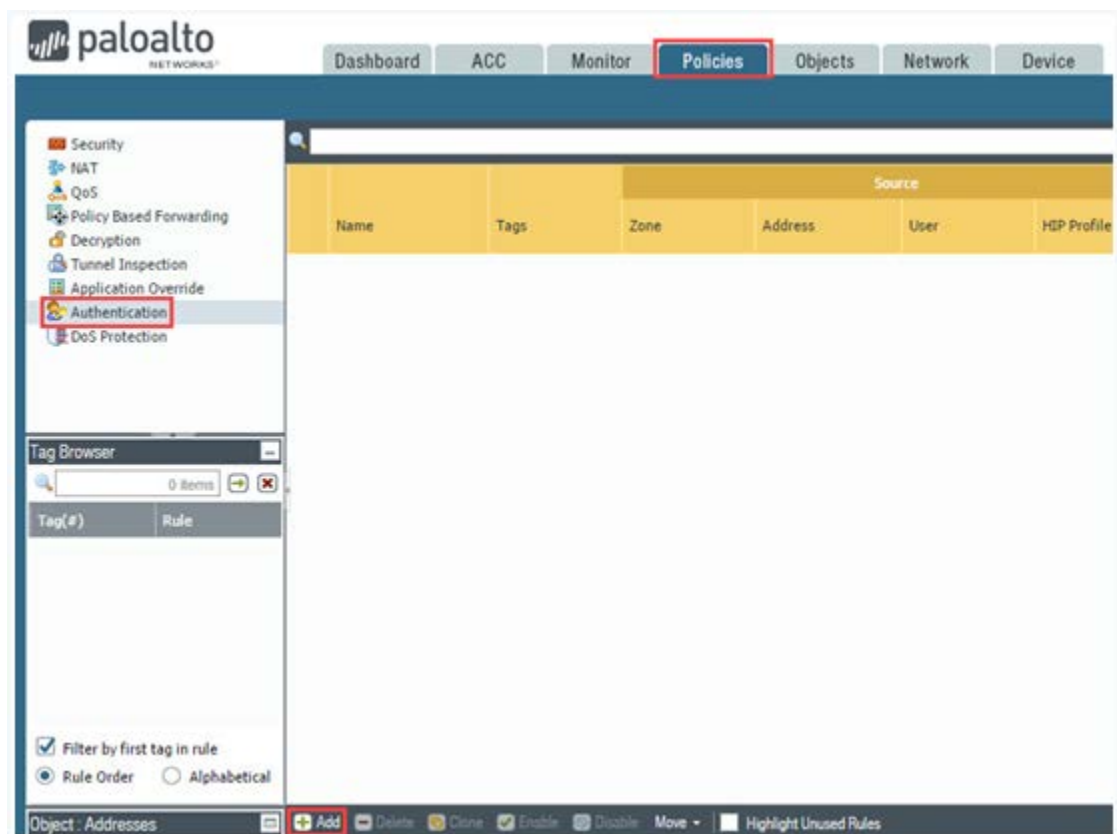 paloalto
NETWORKS
Dashboard ACC Monitor Policies Objects Network Device
Security
NAT
QoS
Policy Based Forwarding
Decryption
Tunnel Inspection
Application Override
Authentication
DoS Protection
Source
Name Tags Zone Address User HIP Profile
Tag Browser
0 items
Tag(#) Rule
Filter by first tag in rule
Rule Order Alphabetical
Object : Addresses
Add Delete Clone Enable Disable Move Highlight Unused Rules